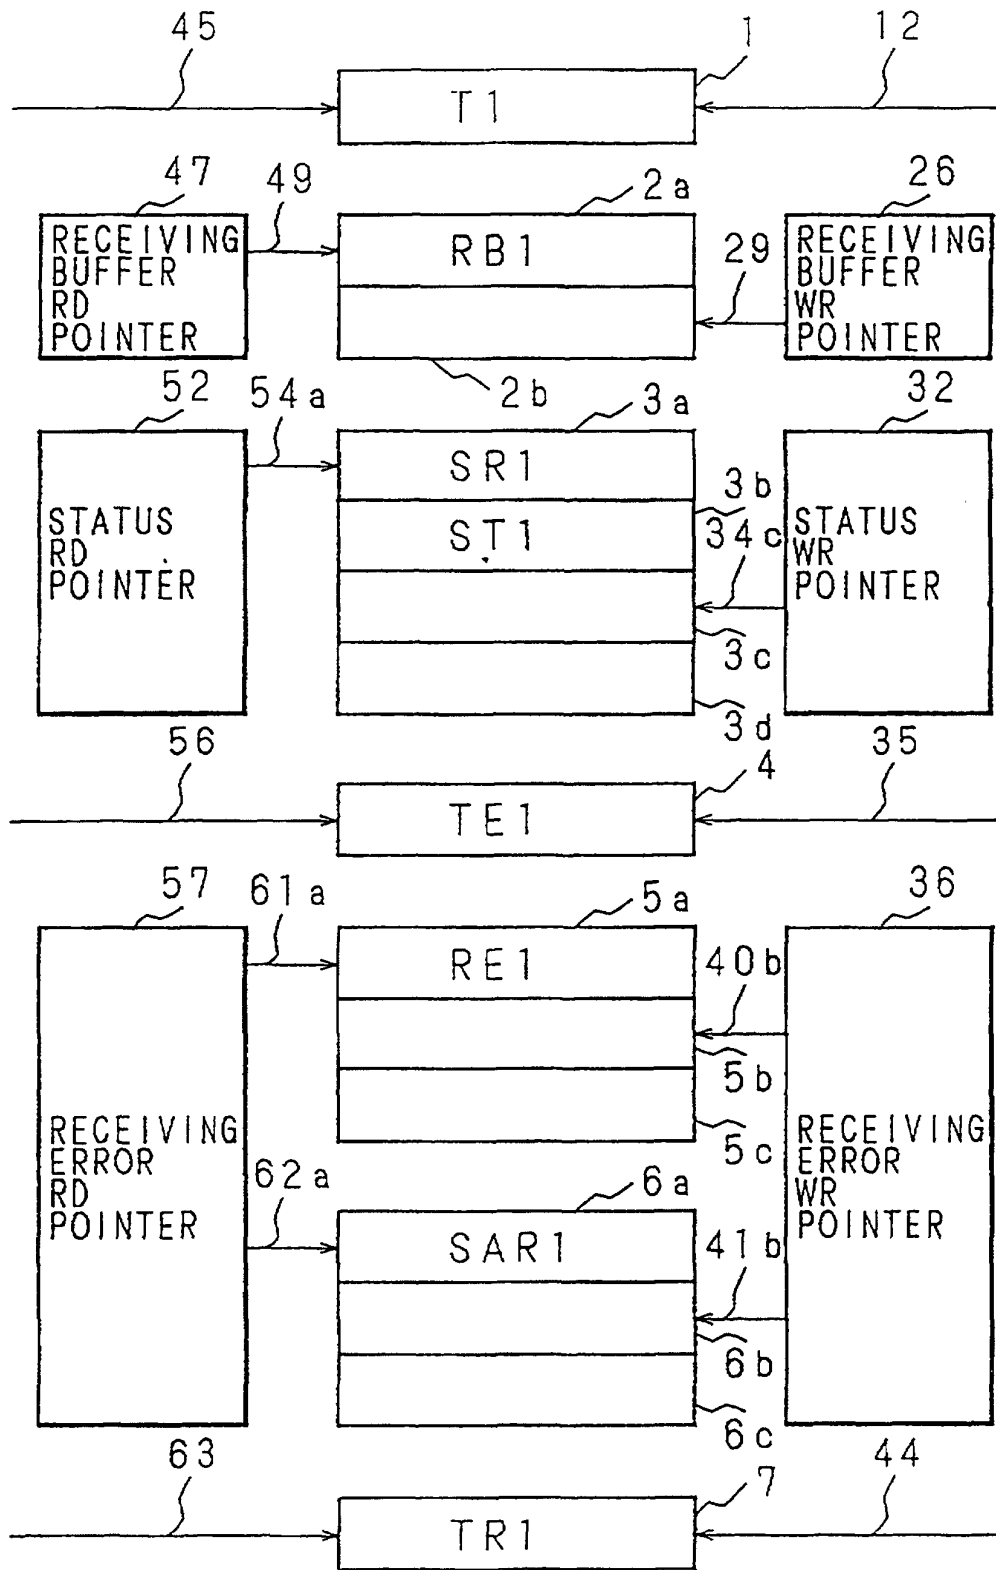 45 1 12
T1
47 49 2a 26
RECEIVING
BUFFER
RD
POINTER
RB1
29
RECEIVING
BUFFER
WR
POINTER
52 54a 2b 3a 32
STATUS
RD
POINTER
SR1
3b
ST1
34c
3c
3d
STATUS
WR
POINTER
56 4 35
TE1
57 61a 5a 36
RE1
40b
5b
5c
RECEIVING
ERROR
RD
POINTER
62a 6a
SAR1
41b
6b
6c
RECEIVING
ERROR
WR
POINTER
63 7 44
TR1